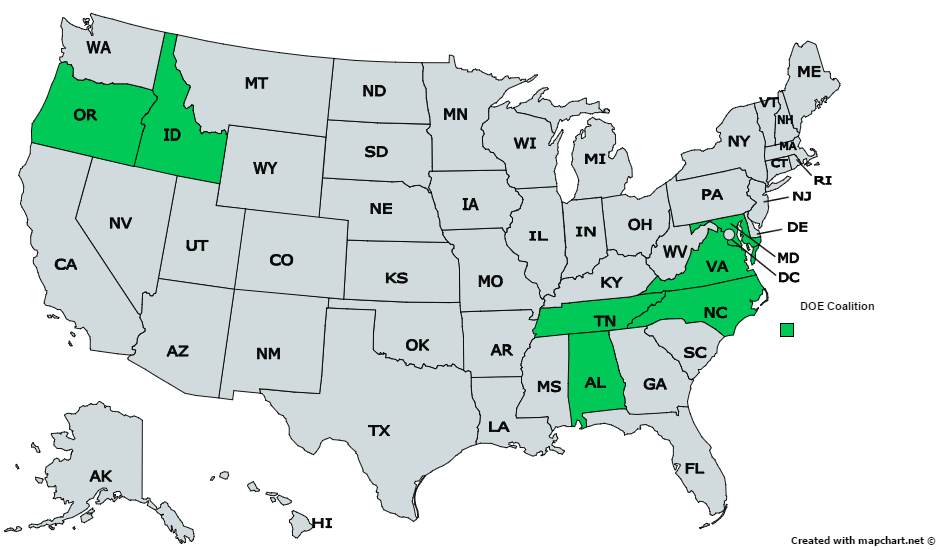 WA
MT
ND
MN
ME
VT
NH
OR
ID
SD
WI
MI
NY
MA
CT
RI
WY
IA
NE
PA
NJ
NV
UT
CO
KS
MO
IL
IN
OH
WV
VA
DE
MD
DC
CA
KY
DOE Coalition
AZ
NM
OK
AR
TN
NC
SC
MS
AL
GA
TX
LA
FL
AK
HI
Created with mapchart.net ©